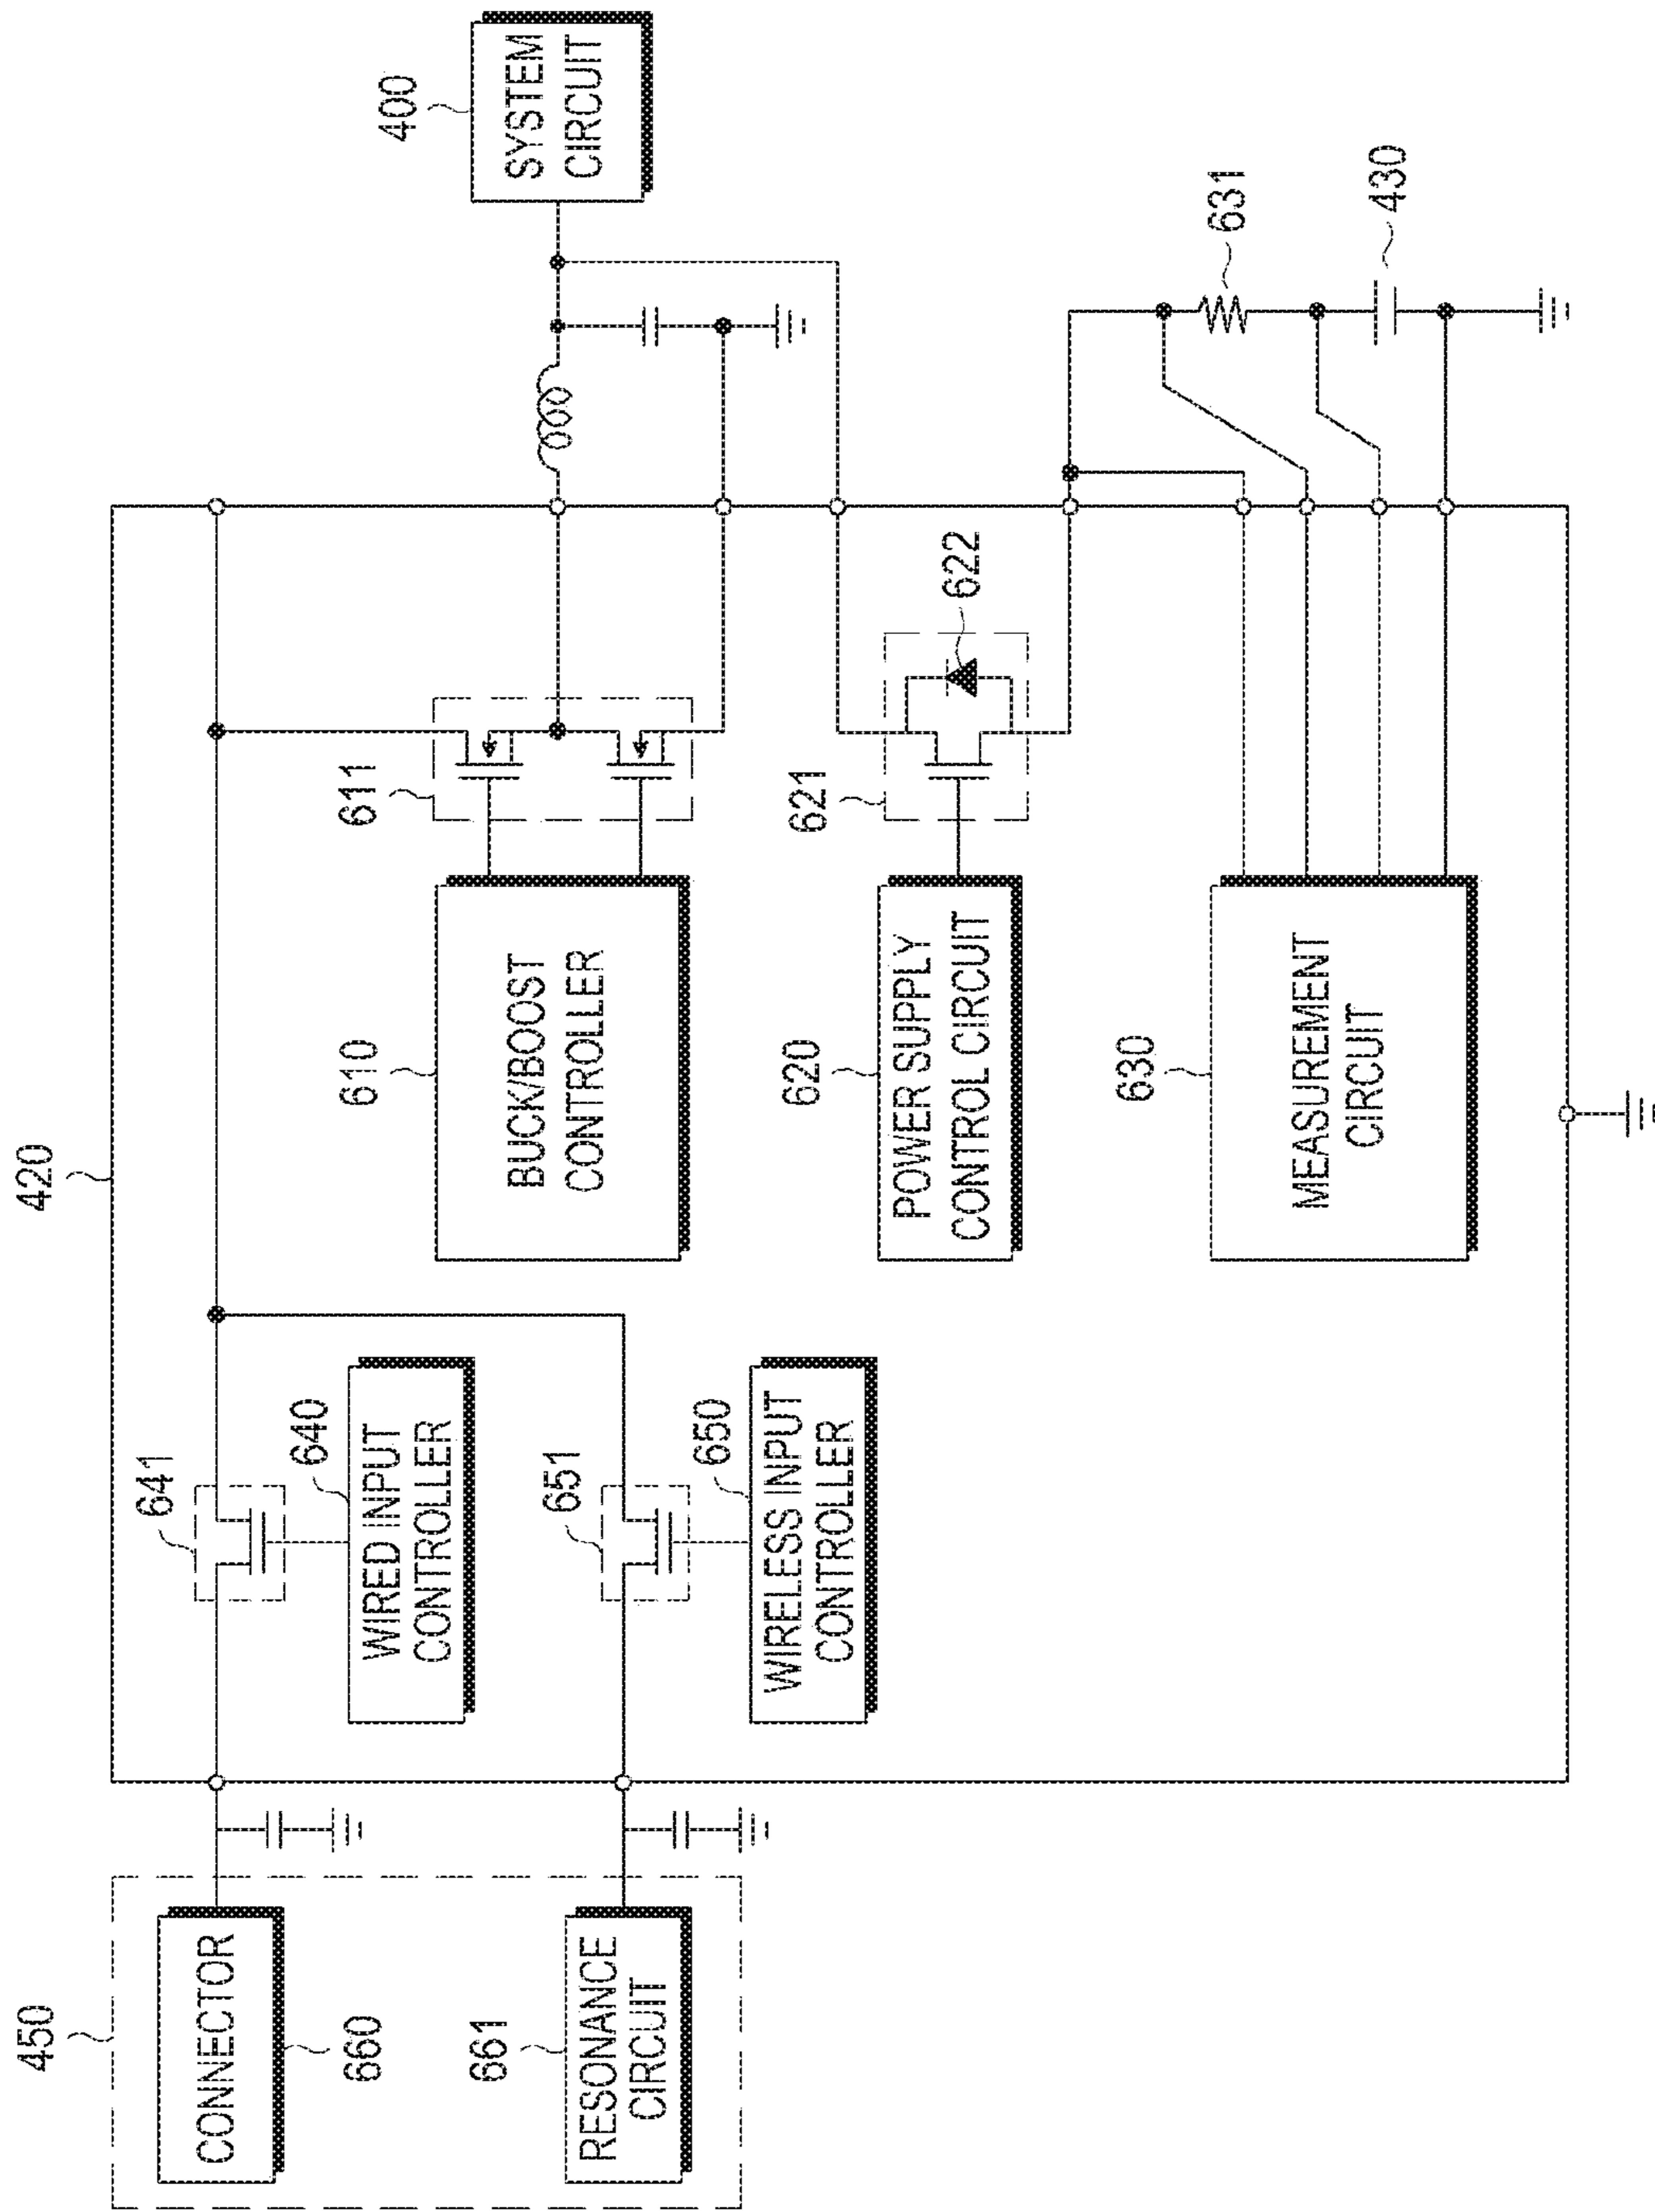 450
CONNECTOR
660
661
RESONANCE
CIRCUIT
420
641
640
WIRED INPUT
CONTROLLER
651
650
WIRELESS INPUT
CONTROLLER
610
BUCK/BOOST
CONTROLLER
611
620
POWER SUPPLY
CONTROL CIRCUIT
621
622
630
MEASUREMENT
CIRCUIT
400
SYSTEM
CIRCUIT
631
430